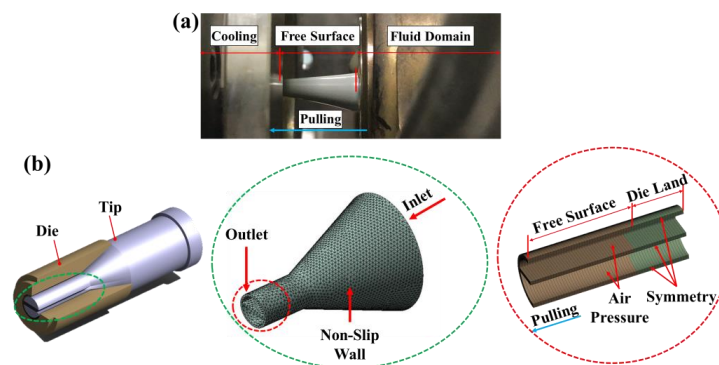 (a)
Cooling Free Surface Fluid Domain
Pulling
(b)
Die
Tip
Outlet
Inlet
Non-Slip
Wall
Free Surface
Die Land
Air
Pressure
Symmetry
Pulling